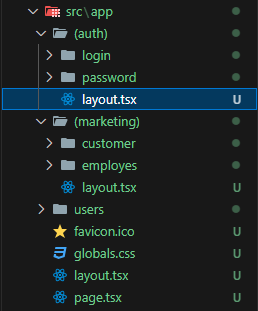 src\app
(auth)
login
password
layout.tsx U
(marketing)
customer
employes
layout.tsx U
users
favicon.ico U
globals.css U
layout.tsx U
page.tsx U